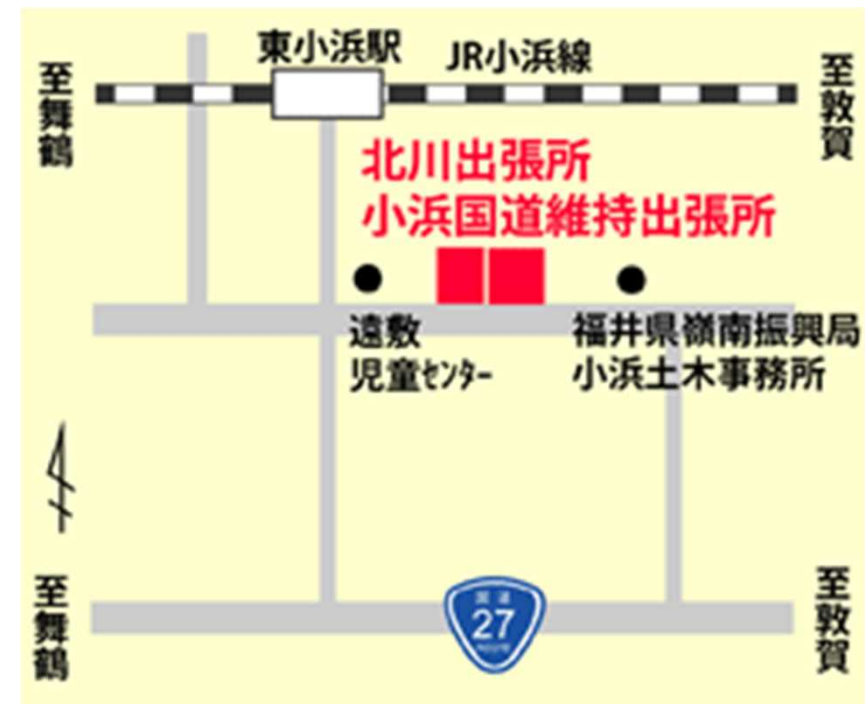 東小浜駅
JR小浜線
至舞鶴
至敦賀
北川出張所
小浜国道維持出張所
遠敷
児童ｾﾝﾀｰ
福井県嶺南振興局
小浜土木事務所
至舞鶴
国道
27
ROUTE
至敦賀